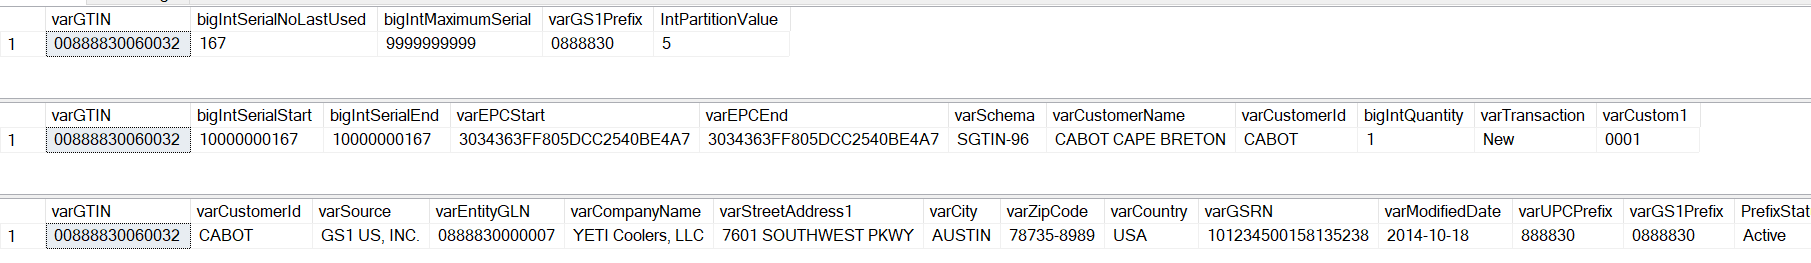 varGTIN bigIntSerialNoLastUsed bigIntMaximumSerial varGS1Prefix IntPartitionValue
1 00888830060032 167 9999999999 0888830 5
varGTIN bigIntSerialStart bigIntSerialEnd varEPCStart varEPCEnd varSchema varCustomerName varCustomerId bigIntQuantity varTransaction varCustom1
1 00888830060032 10000000167 10000000167 3034363FF805DCC2540BE4A7 3034363FF805DCC2540BE4A7 SGTIN-96 CABOT CAPE BRETON CABOT 1 New 0001
varGTIN varCustomerId varSource varEntityGLN varCompanyName varStreetAddress1 varCity varZipCode varCountry varGSRN varModifiedDate varUPCPrefix varGS1Prefix PrefixStat
1 00888830060032 CABOT GS1 US, INC. 0888830000007 YETI Coolers, LLC 7601 SOUTHWEST PKWY AUSTIN 78735-8989 USA 101234500158135238 2014-10-18 888830 0888830 Active